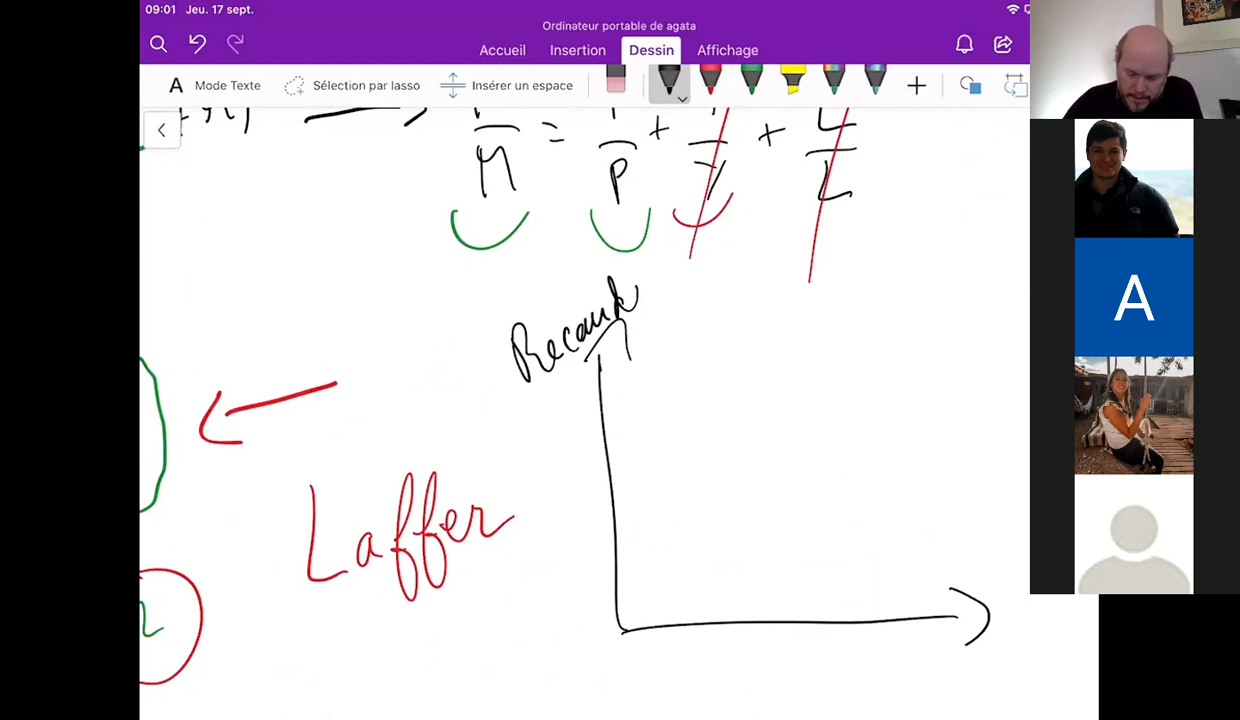 09:01 Jeu. 17 sept.
Ordinateur portable de agata
Accueil Insertion Dessin Affichage
A Mode Texte Sélection par lasso Insérer un espace
M = P + Y + L
Recaud
Laffer
A